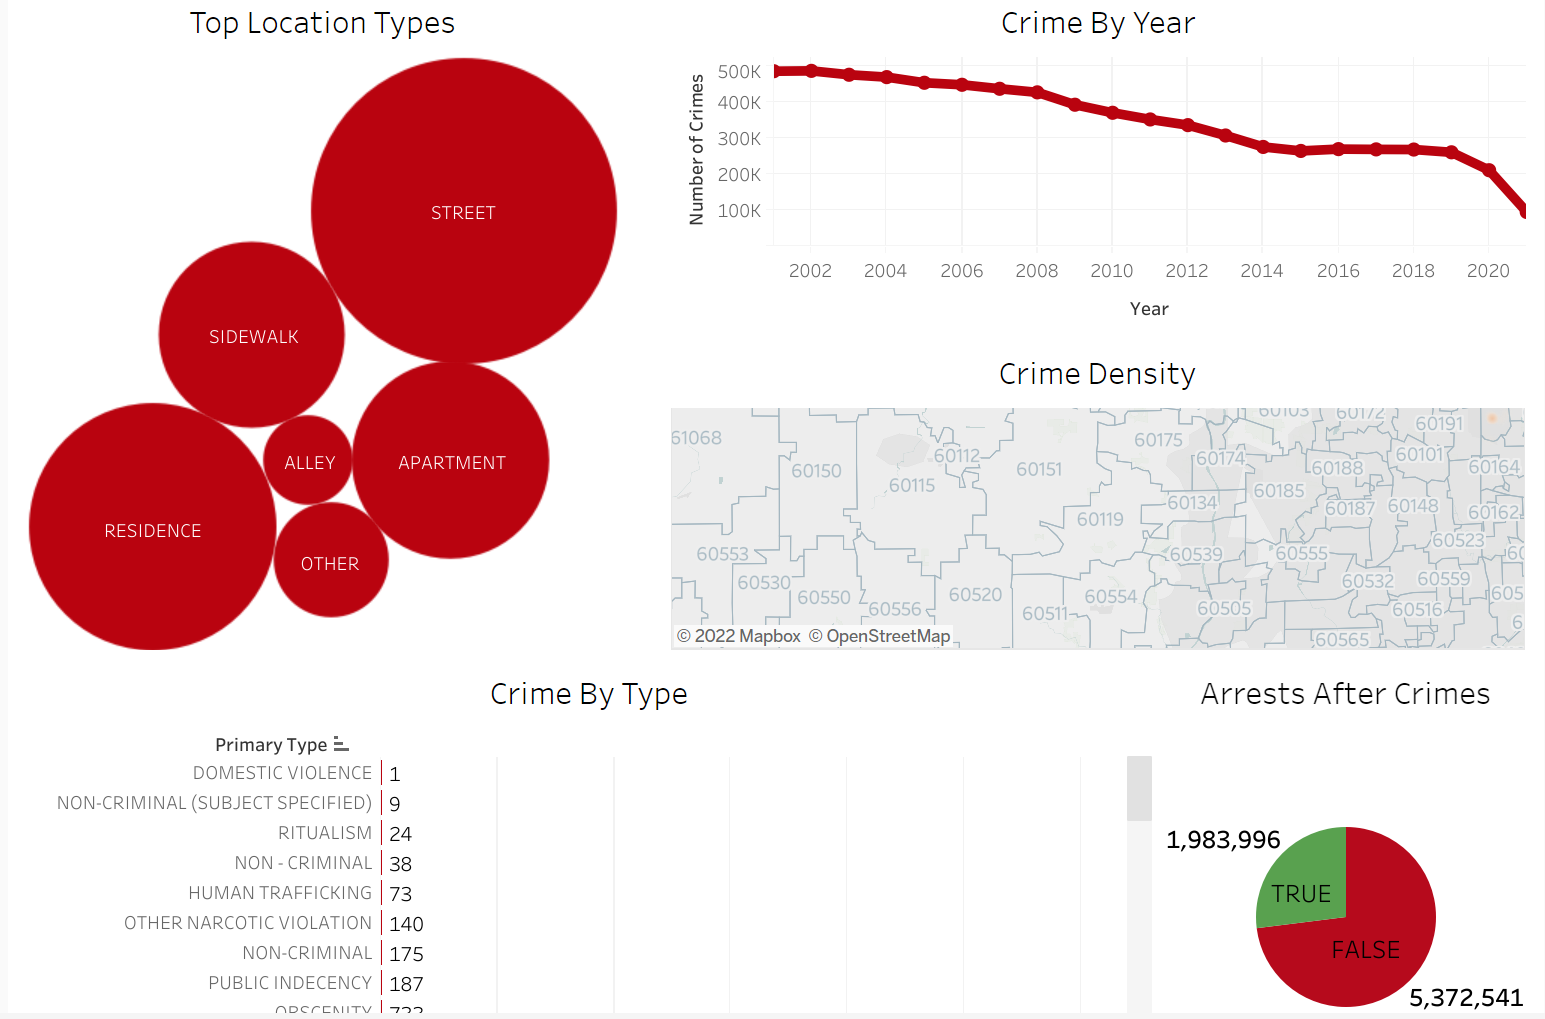 Top Location Types
STREET
SIDEWALK
ALLEY
APARTMENT
RESIDENCE
OTHER
Crime By Year
Number of Crimes
500K
400K
300K
200K
100K
2002 2004 2006 2008 2010 2012 2014 2016 2018 2020
Year
Crime Density
60103 60172
60191
61068
60175
60112
60174
60101
60150
60151
60188
60164
60115
60185
60134
60187 60148
60162
60119
60523
60553
60539
60555
60530
60532
60559
60550
60520
60554
60556
60505
60516
60511
60565
© 2022 Mapbox © OpenStreetMap
Crime By Type
Primary Type
DOMESTIC VIOLENCE 1
NON-CRIMINAL (SUBJECT SPECIFIED) 9
RITUALISM 24
NON - CRIMINAL 38
HUMAN TRAFFICKING 73
OTHER NARCOTIC VIOLATION 140
NON-CRIMINAL 175
PUBLIC INDECENCY 187
OBSCENITY
Arrests After Crimes
1,983,996
TRUE
FALSE
5,372,541